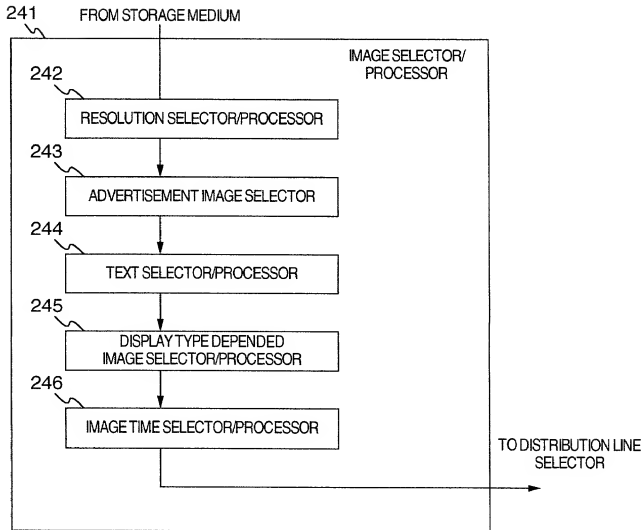 241
FROM STORAGE MEDIUM
IMAGE SELECTOR/
PROCESSOR
242
RESOLUTION SELECTOR/PROCESSOR
243
ADVERTISEMENT IMAGE SELECTOR
244
TEXT SELECTOR/PROCESSOR
245
DISPLAY TYPE DEPENDED
IMAGE SELECTOR/PROCESSOR
246
IMAGE TIME SELECTOR/PROCESSOR
TO DISTRIBUTION LINE
SELECTOR